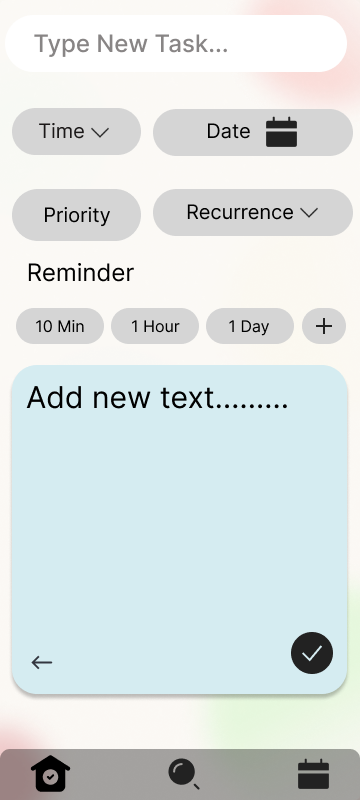 Type New Task...
Time
Date
Priority
Recurrence
Reminder
10 Min
1 Hour
1 Day
+
Add new text.........